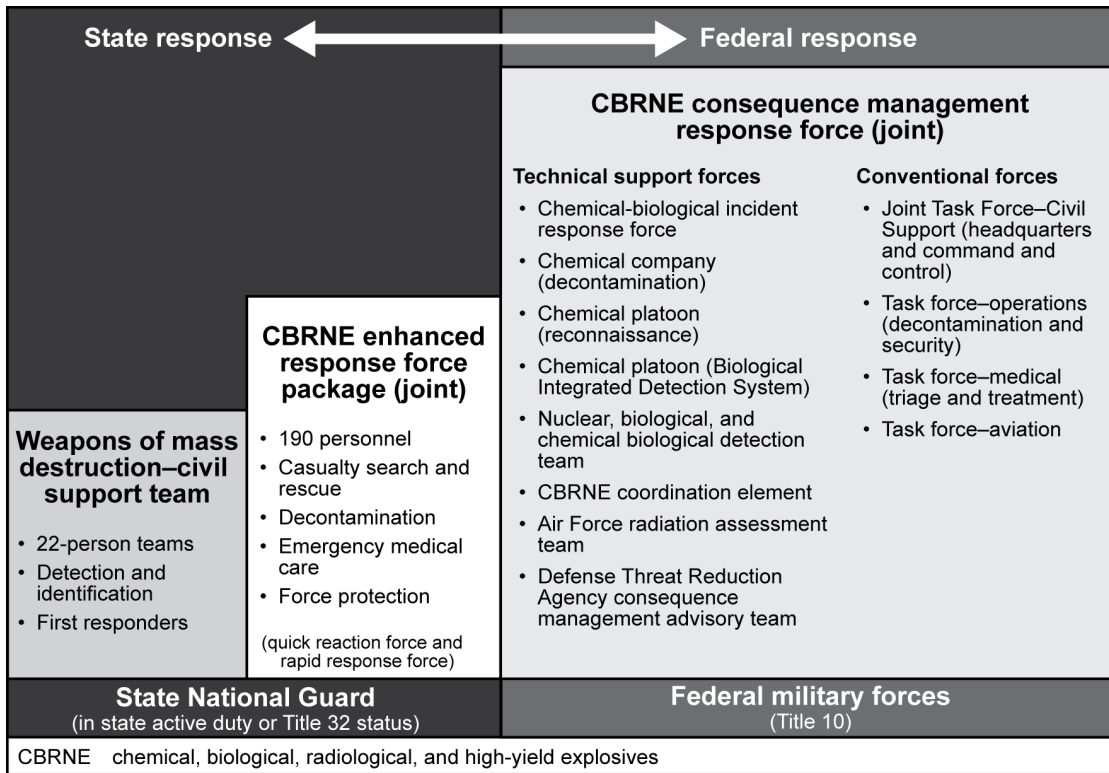 State response
Federal response
CBRNE consequence management
response force (joint)
Technical support forces
• Chemical-biological incident
response force
• Chemical company
(decontamination)
• Chemical platoon
(reconnaissance)
• Chemical platoon (Biological
Integrated Detection System)
• Nuclear, biological, and
chemical biological detection
team
• CBRNE coordination element
• Air Force radiation assessment
team
• Defense Threat Reduction
Agency consequence
management advisory team
Conventional forces
• Joint Task Force–Civil
Support (headquarters
and command and
control)
• Task force–operations
(decontamination and
security)
• Task force–medical
(triage and treatment)
• Task force–aviation
CBRNE enhanced
response force
package (joint)
• 190 personnel
• Casualty search and
rescue
• Decontamination
• Emergency medical
care
• Force protection
(quick reaction force and
rapid response force)
Weapons of mass
destruction–civil
support team
• 22-person teams
• Detection and
identification
• First responders
State National Guard
(in state active duty or Title 32 status)
Federal military forces
(Title 10)
CBRNE chemical, biological, radiological, and high-yield explosives